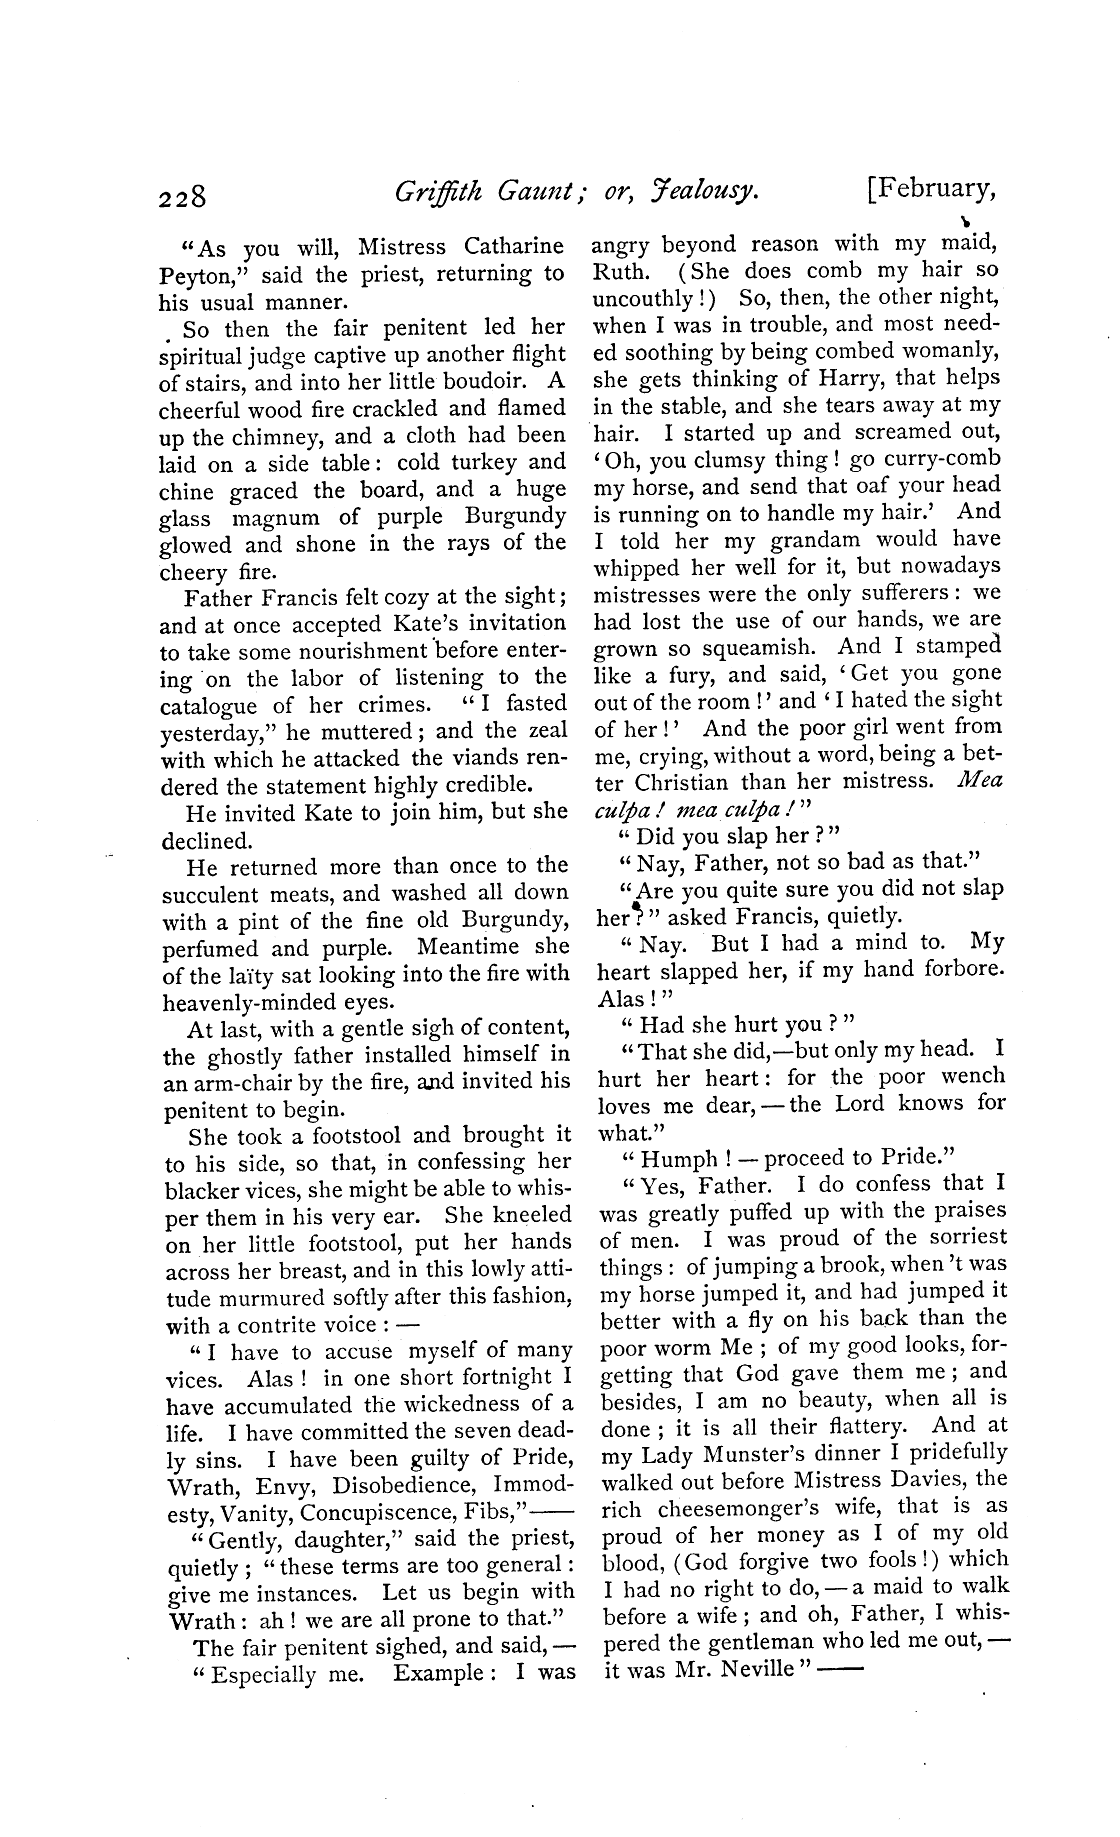 228 Griffith Gaunt; or, Jealousy. [February,
"As you will, Mistress Catharine
Peyton," said the priest, returning to
his usual manner.
So then the fair penitent led her
spiritual judge captive up another flight
of stairs, and into her little boudoir. A
cheerful wood fire crackled and flamed
up the chimney, and a cloth had been
laid on a side table: cold turkey and
chine graced the board, and a huge
glass magnum of purple Burgundy
glowed and shone in the rays of the
cheery fire.
Father Francis felt cozy at the sight;
and at once accepted Kate's invitation
to take some nourishment before enter-
ing on the labor of listening to the
catalogue of her crimes. "I fasted
yesterday," he muttered; and the zeal
with which he attacked the viands ren-
dered the statement highly credible.
He invited Kate to join him, but she
declined.
He returned more than once to the
succulent meats, and washed all down
with a pint of the fine old Burgundy,
perfumed and purple. Meantime she
of the laïty sat looking into the fire with
heavenly-minded eyes.
At last, with a gentle sigh of content,
the ghostly father installed himself in
an arm-chair by the fire, and invited his
penitent to begin.
She took a footstool and brought it
to his side, so that, in confessing her
blacker vices, she might be able to whis-
per them in his very ear. She kneeled
on her little footstool, put her hands
across her breast, and in this lowly atti-
tude murmured softly after this fashion,
with a contrite voice: —
"I have to accuse myself of many
vices. Alas! in one short fortnight I
have accumulated the wickedness of a
life. I have committed the seven dead-
ly sins. I have been guilty of Pride,
Wrath, Envy, Disobedience, Immod-
esty, Vanity, Concupiscence, Fibs,"——
"Gently, daughter," said the priest,
quietly; "these terms are too general:
give me instances. Let us begin with
Wrath: ah! we are all prone to that."
The fair penitent sighed, and said, —
"Especially me. Example: I was
angry beyond reason with my maid,
Ruth. (She does comb my hair so
uncouthly!) So, then, the other night,
when I was in trouble, and most need-
ed soothing by being combed womanly,
she gets thinking of Harry, that helps
in the stable, and she tears away at my
hair. I started up and screamed out,
'Oh, you clumsy thing! go curry-comb
my horse, and send that oaf your head
is running on to handle my hair.' And
I told her my grandam would have
whipped her well for it, but nowadays
mistresses were the only sufferers: we
had lost the use of our hands, we are
grown so squeamish. And I stamped
like a fury, and said, 'Get you gone
out of the room!' and 'I hated the sight
of her!' And the poor girl went from
me, crying, without a word, being a bet-
ter Christian than her mistress. Mea
culpa! mea culpa!"
"Did you slap her?"
"Nay, Father, not so bad as that."
"Are you quite sure you did not slap
her?" asked Francis, quietly.
"Nay. But I had a mind to. My
heart slapped her, if my hand forbore.
Alas!"
"Had she hurt you?"
"That she did,—but only my head. I
hurt her heart: for the poor wench
loves me dear, — the Lord knows for
what."
"Humph! — proceed to Pride."
"Yes, Father. I do confess that I
was greatly puffed up with the praises
of men. I was proud of the sorriest
things: of jumping a brook, when 't was
my horse jumped it, and had jumped it
better with a fly on his back than the
poor worm Me; of my good looks, for-
getting that God gave them me; and
besides, I am no beauty, when all is
done; it is all their flattery. And at
my Lady Munster's dinner I pridefully
walked out before Mistress Davies, the
rich cheesemonger's wife, that is as
proud of her money as I of my old
blood, (God forgive two fools!) which
I had no right to do, — a maid to walk
before a wife; and oh, Father, I whis-
pered the gentleman who led me out, —
it was Mr. Neville"——